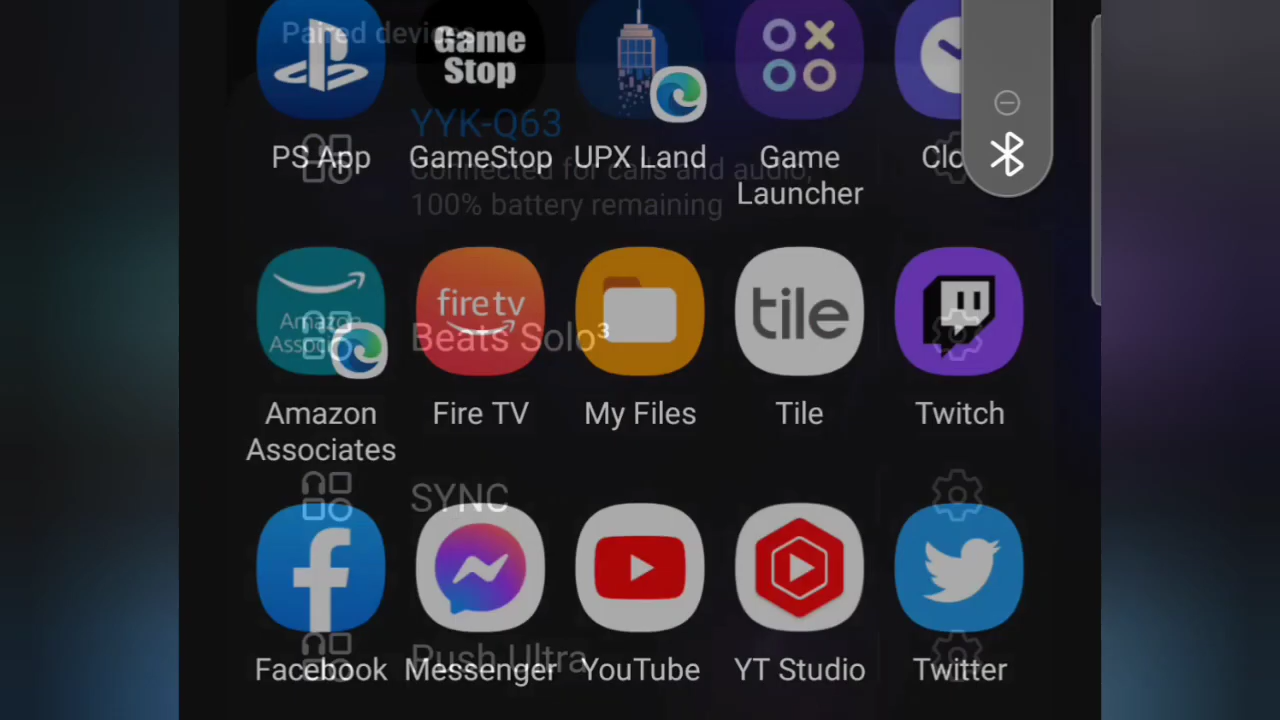 Paired devices
Game
Stop
YYK-Q63
PS App
GameStop
UPX Land
Game
Launcher
Clo
Connected for calls and audio,
100% battery remaining
Amazon
Associates
fire tv
tile
Beats Solo³
Amazon
Associates
Fire TV
My Files
Tile
Twitch
SYNC
Push Ultra
Facebook
Messenger
YouTube
YT Studio
Twitter